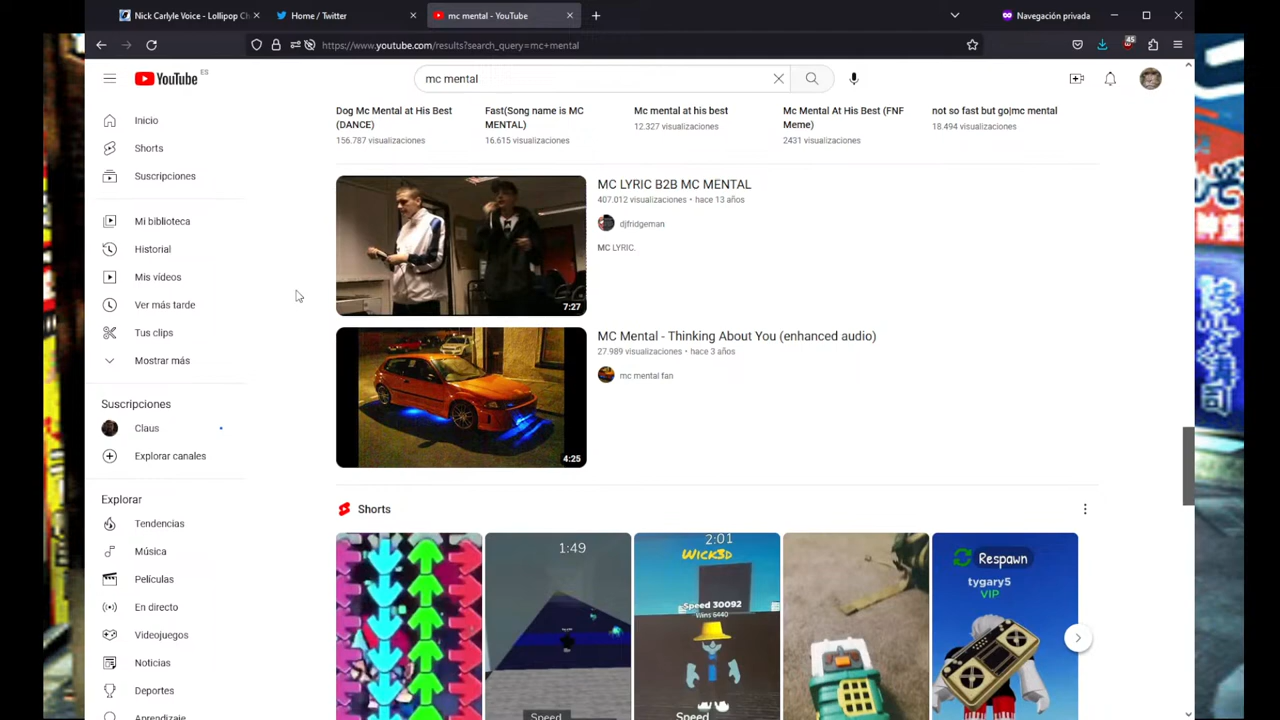 Nick Carlyle Voice - Lollipop Ch
Home / Twitter
mc mental - YouTube
Navegación privada
https://www.youtube.com/results?search_query=mc+mental
45
YouTube ES
mc mental
Dog Mc Mental at His Best (DANCE)
156.787 visualizaciones
Fast(Song name is MC MENTAL)
16.615 visualizaciones
Mc mental at his best
12.327 visualizaciones
Mc Mental At His Best (FNF Meme)
2431 visualizaciones
not so fast but go|mc mental
18.494 visualizaciones
Inicio
Shorts
Suscripciones
Mi biblioteca
Historial
Mis vídeos
Ver más tarde
Tus clips
Mostrar más
Suscripciones
Claus
Explorar canales
Explorar
Tendencias
Música
Películas
En directo
Videojuegos
Noticias
Deportes
Aprendizaje
7:27
MC LYRIC B2B MC MENTAL
407.012 visualizaciones • hace 13 años
djfridgeman
MC LYRIC.
4:25
MC Mental - Thinking About You (enhanced audio)
27.989 visualizaciones • hace 3 años
mc mental fan
Shorts
1:49
Speed
2:01
WICK3D
Speed 30092
Wins 6440
Speed
Respawn
tygary5
VIP